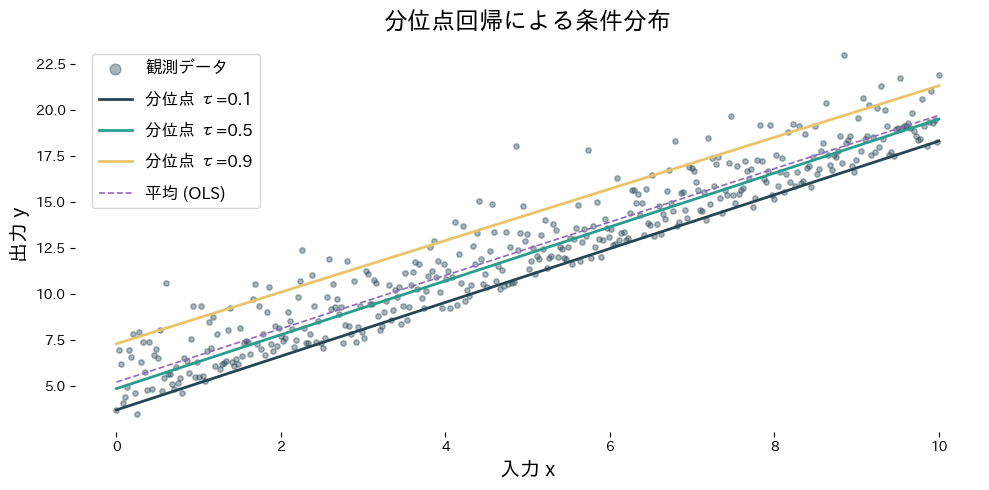 分位点回帰による条件分布
観測データ
分位点 τ=0.1
分位点 τ=0.5
分位点 τ=0.9
平均 (OLS)
出力 y
22.5
20.0
17.5
15.0
12.5
10.0
7.5
5.0
0 2 4 6 8 10
入力 x